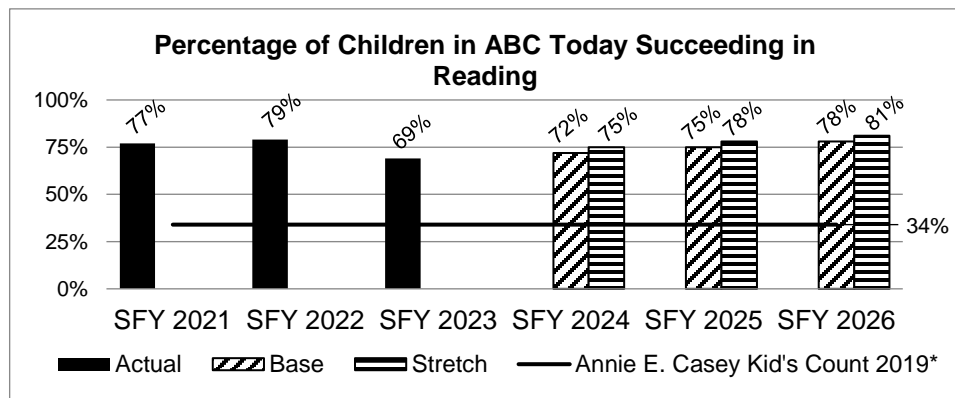 Percentage of Children in ABC Today Succeeding in
Reading
100%
75%
50%
25%
0%
77%
79%
69%
72%
75%
75%
78%
78%
81%
34%
SFY 2021
SFY 2022
SFY 2023
SFY 2024
SFY 2025
SFY 2026
Actual
Base
Stretch
Annie E. Casey Kid's Count 2019*